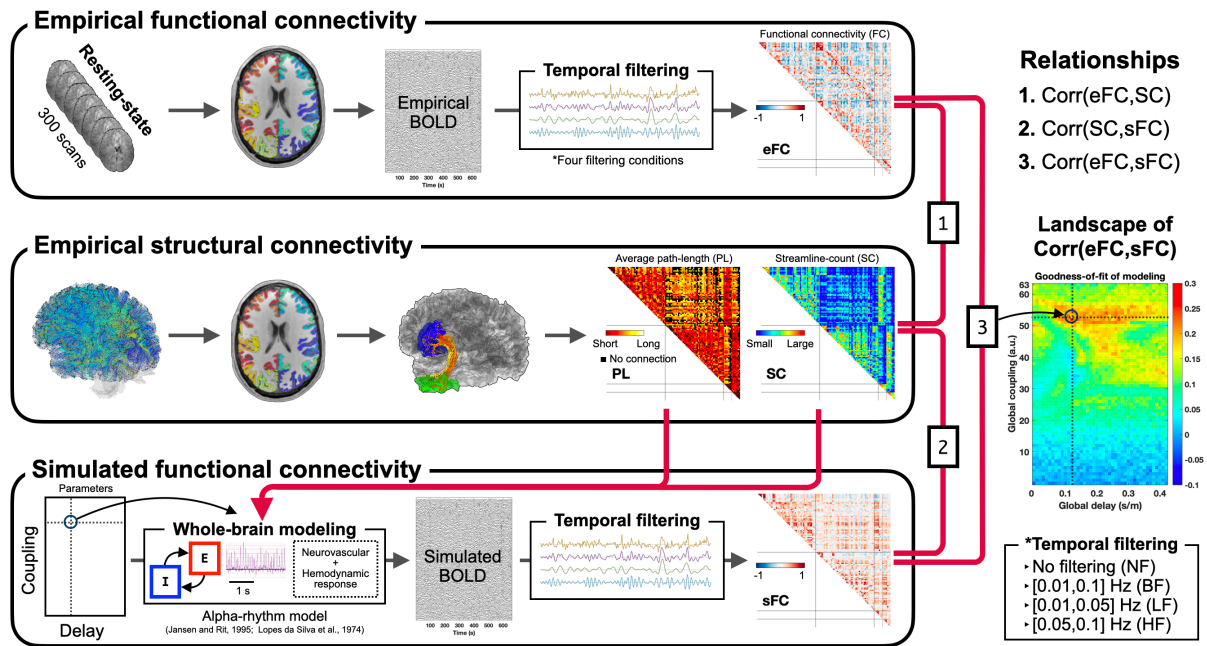 Empirical functional connectivity
Resting-state
300 scans
Empirical
BOLD
100 200 300 400 500 600
Time (s)
Temporal filtering
*Four filtering conditions
Functional connectivity (FC)
-1 1
eFC
Empirical structural connectivity
Average path-length (PL)
Short Long
No connection
PL
Streamline-count (SC)
Small Large
SC
Simulated functional connectivity
Parameters
Coupling
Delay
Whole-brain modeling
E
I
1 s
Neurovascular
+
Hemodynamic
response
Alpha-rhythm model
(Jansen and Rit, 1995; Lopes da Silva et al., 1974)
Simulated
BOLD
100 200 300 400 500 600
Time (s)
Temporal filtering
-1 1
sFC
1
2
3
Relationships
1. Corr(eFC,SC)
2. Corr(SC,sFC)
3. Corr(eFC,sFC)
Landscape of
Corr(eFC,sFC)
Goodness-of-fit of modeling
Global coupling (a.u.)
63
60
50
40
30
20
10
0 0.1 0.2 0.3 0.4
Global delay (s/m)
0.3
0.25
0.2
0.15
0.1
0.05
0
-0.05
-0.1
*Temporal filtering
‣ No filtering (NF)
‣ [0.01,0.1] Hz (BF)
‣ [0.01,0.05] Hz (LF)
‣ [0.05,0.1] Hz (HF)